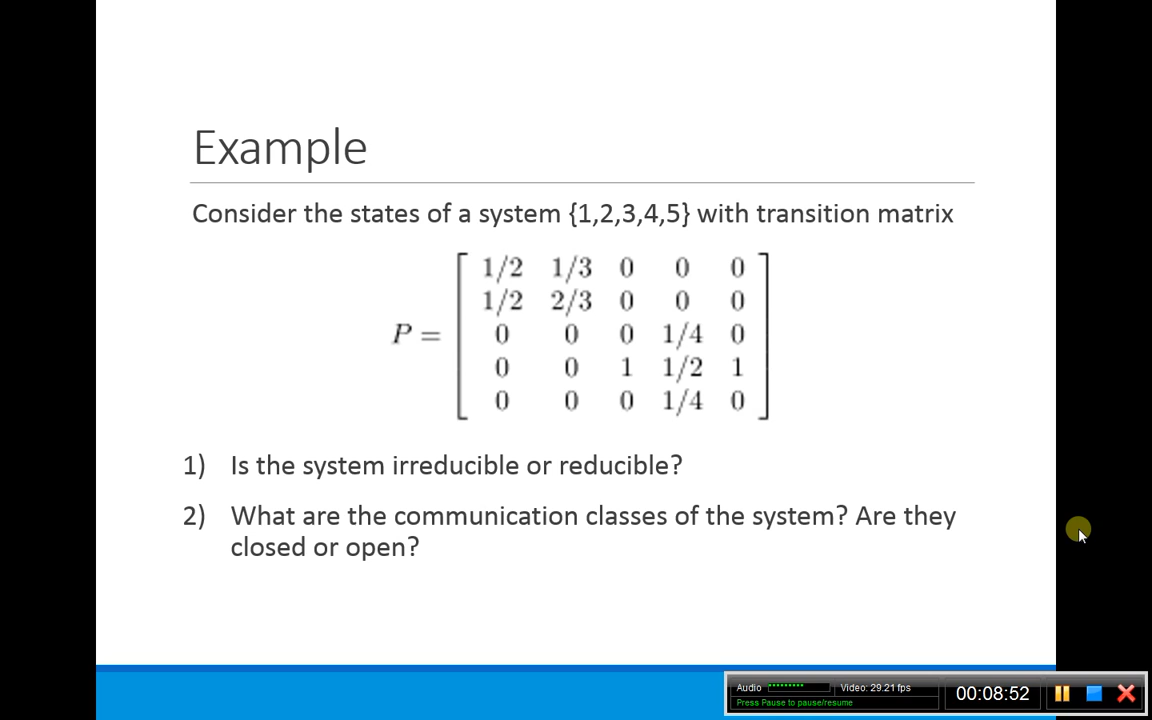 Example
Consider the states of a system {1,2,3,4,5} with transition matrix
1/2 1/3 0 0 0
1/2 2/3 0 0 0
P = 0 0 0 1/4 0
0 0 1 1/2 1
0 0 0 1/4 0
1) Is the system irreducible or reducible?
2) What are the communication classes of the system? Are they
closed or open?
Audio Video: 29.21 fps 00:08:52
Press Pause to pause/resume